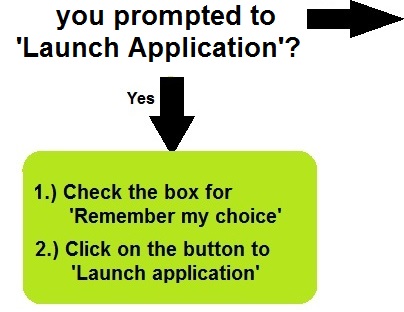 you prompted to
'Launch Application'?
Yes
1.) Check the box for
'Remember my choice'
2.) Click on the button to
'Launch application'